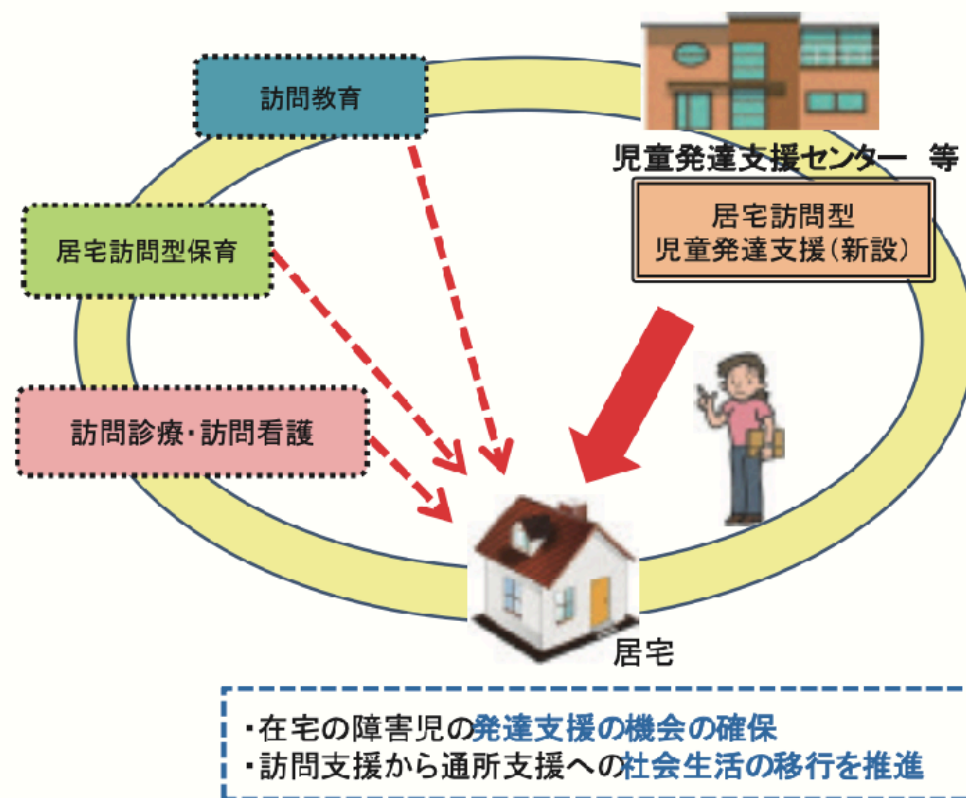 訪問教育
児童発達支援センター 等
居宅訪問型
児童発達支援(新設)
居宅訪問型保育
訪問診療・訪問看護
居宅
・在宅の障害児の発達支援の機会の確保
・訪問支援から通所支援への社会生活の移行を推進